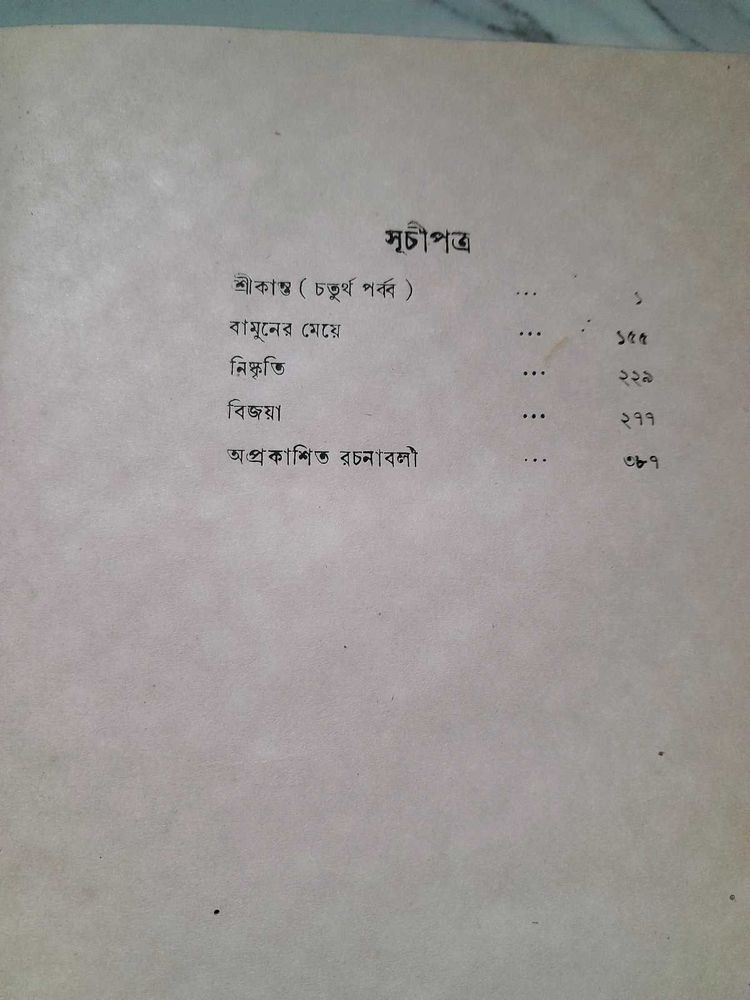 সূচীপত্র
শ্রীকান্ত ( চতুর্থ পর্ব্ব ) ... ১
বামুনের মেয়ে ... ১৫৫
নিষ্কৃতি ... ২২৯
বিজয়া ... ২৭৭
অপ্রকাশিত রচনাবলী ... ৩৮৭